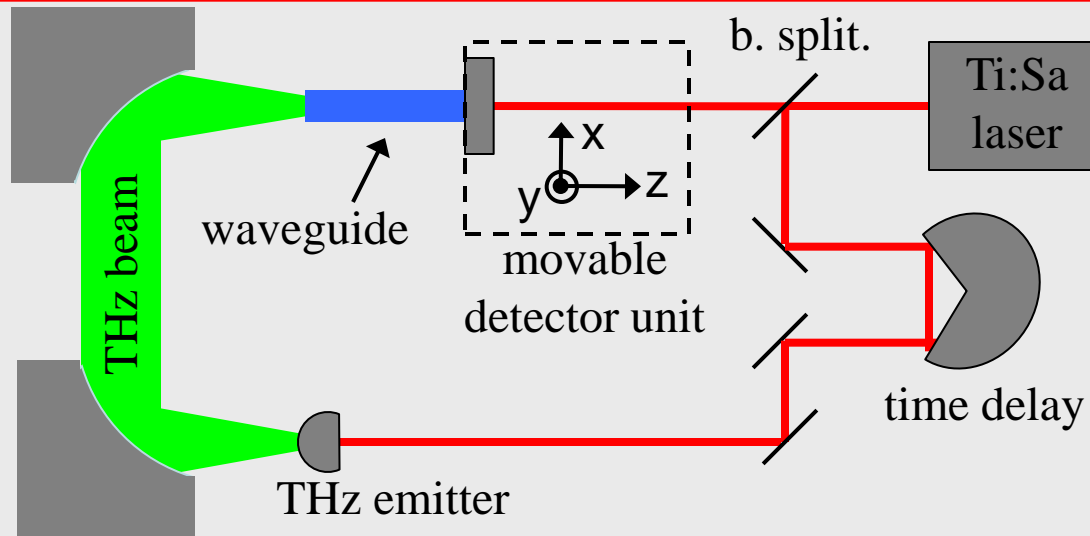 b. split.
Ti:Sa
laser
x
y
z
waveguide
THz beam
movable
detector unit
time delay
THz emitter